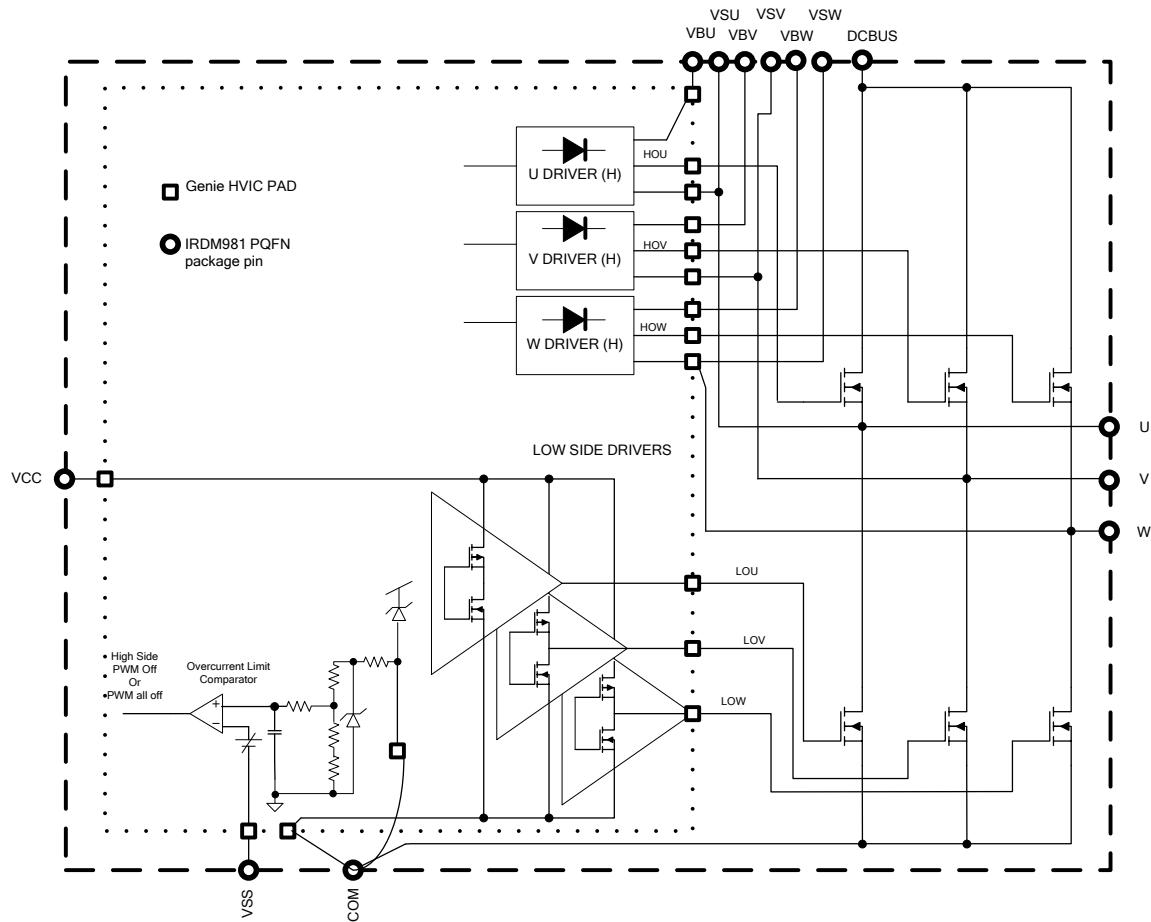 VSU
VSV
VSW
VBU
VBV
VBW
DCBUS
HOU
U DRIVER (H)
Genie HVIC PAD
IRDM981 PQFN
package pin
HOV
V DRIVER (H)
HOW
W DRIVER (H)
U
LOW SIDE DRIVERS
VCC
V
W
LOU
LOV
High Side
PWM Off
Or
PWM all off
Overcurrent Limit
Comparator
LOW
+
−
VSS
COM